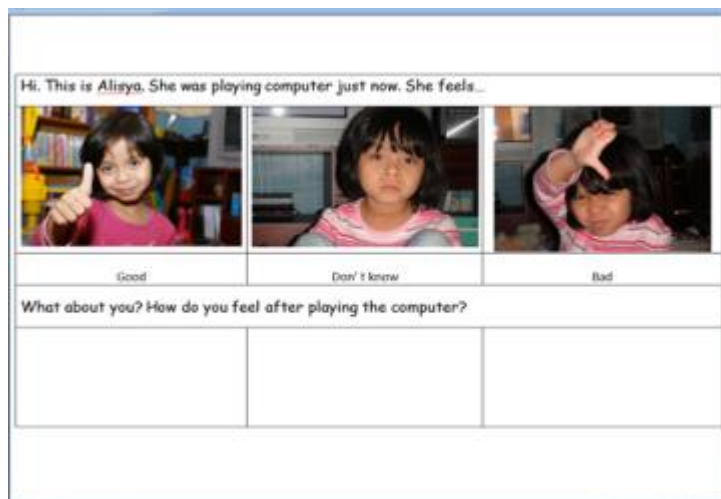 Hi. This is Alisya. She was playing computer just now. She feels...
Good
Don't know
Bad
What about you? How do you feel after playing the computer?